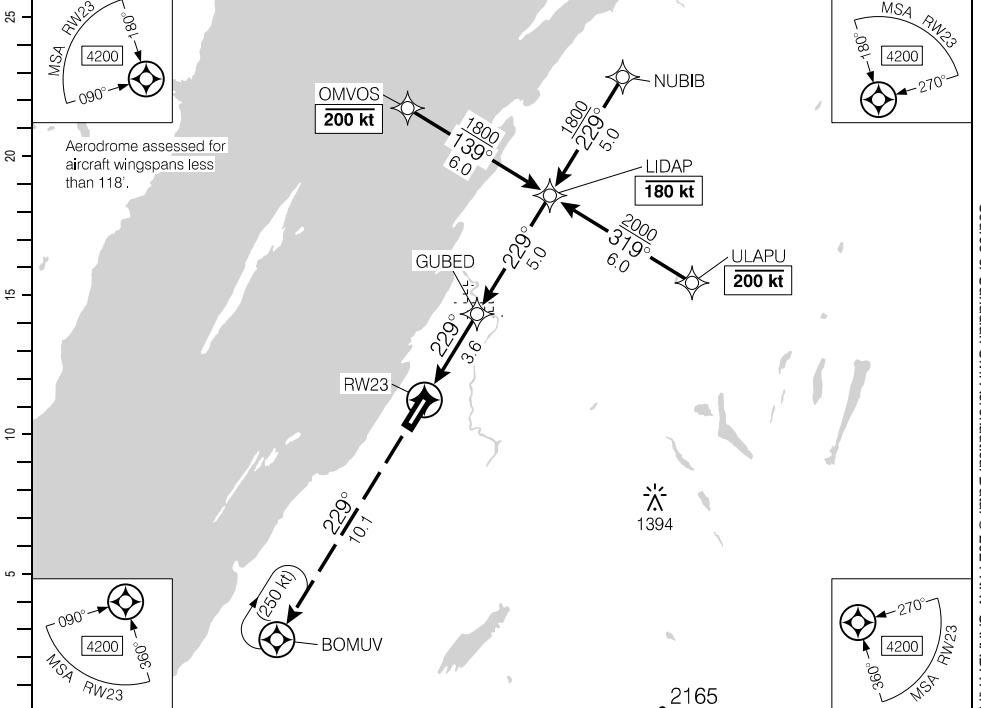 25
20
15
10
5
MSA RW23
180°
4200
090°
MSA RW23
180°
4200
270°
Aerodrome assessed for
aircraft wingspans less
than 118'.
OMVOS
200 kt
1800
139°
6.0
NUBIB
1800
229°
5.0
LIDAP
180 kt
2000
319°
6.0
ULAPU
200 kt
229°
5.0
GUBED
229°
3.6
RW23
229°
10.1
1394
(250 kt)
BOMUV
2165
090°
4200
360°
MSA RW23
270°
4200
360°
MSA RW23